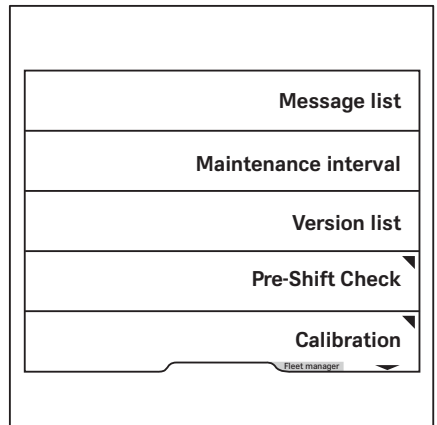 Message list
Maintenance interval
Version list
Pre-Shift Check
Calibration
Fleet manager